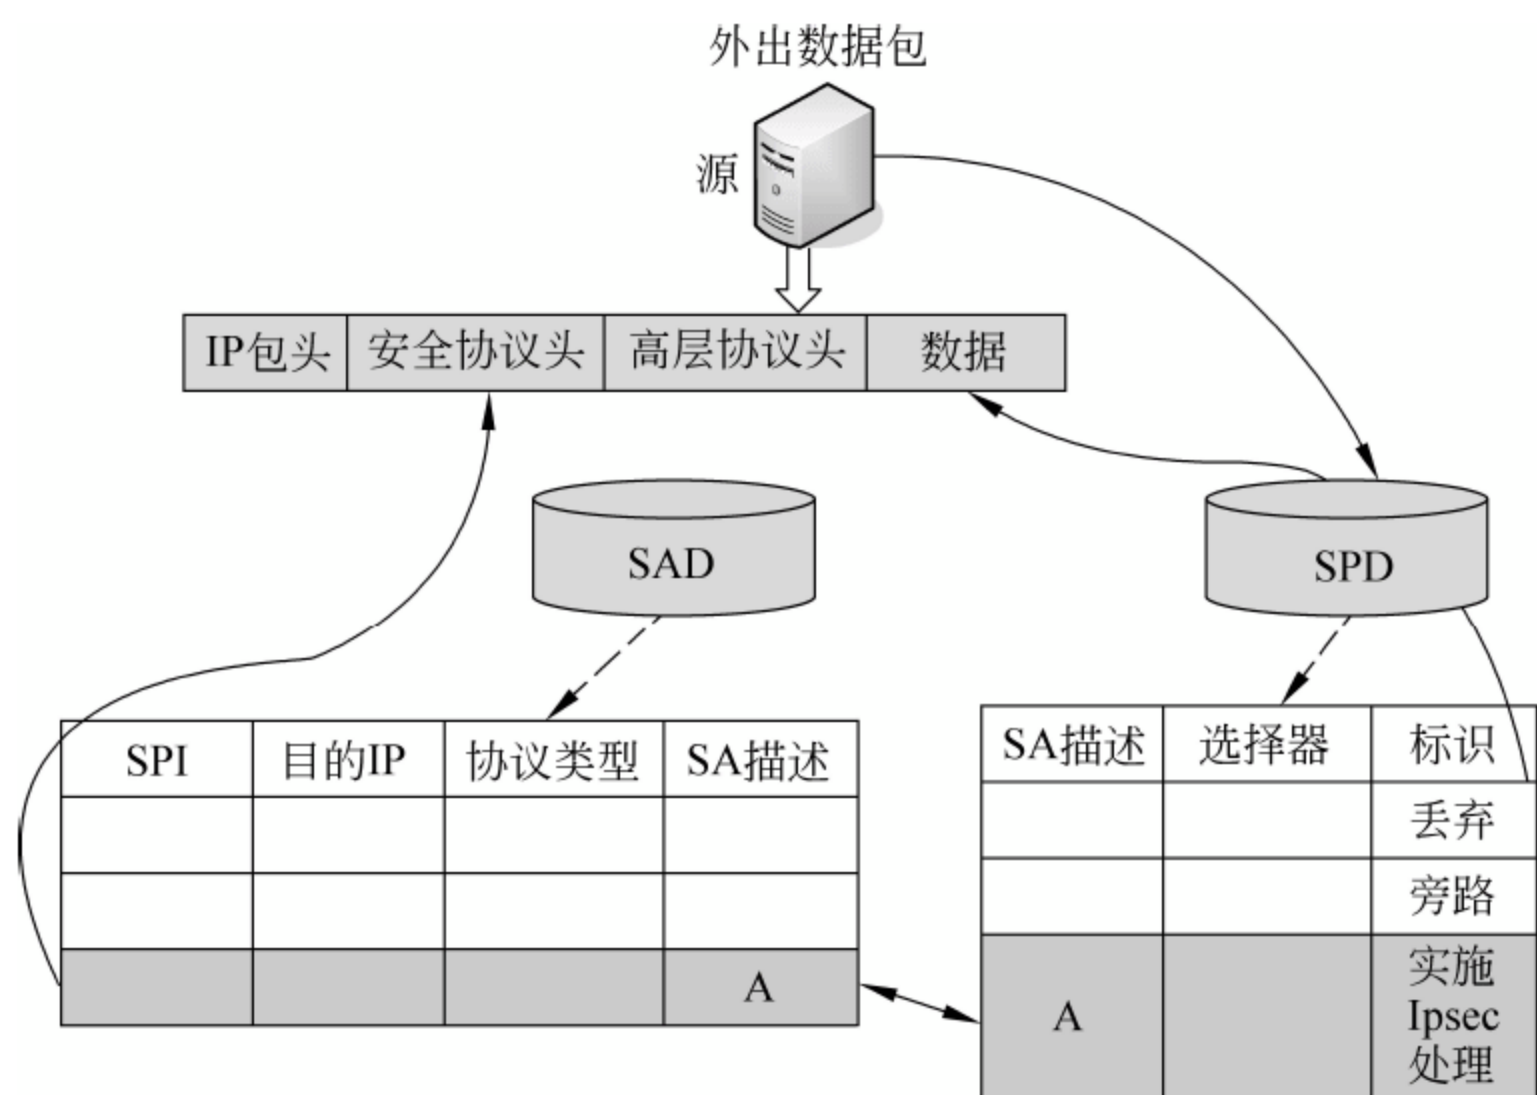 外出数据包
源
IP包头 安全协议头 高层协议头 数据
SAD
SPD
SPI 目的IP 协议类型 SA描述
A
SA描述 选择器 标识
丢弃
旁路
A
实施
Ipsec
处理